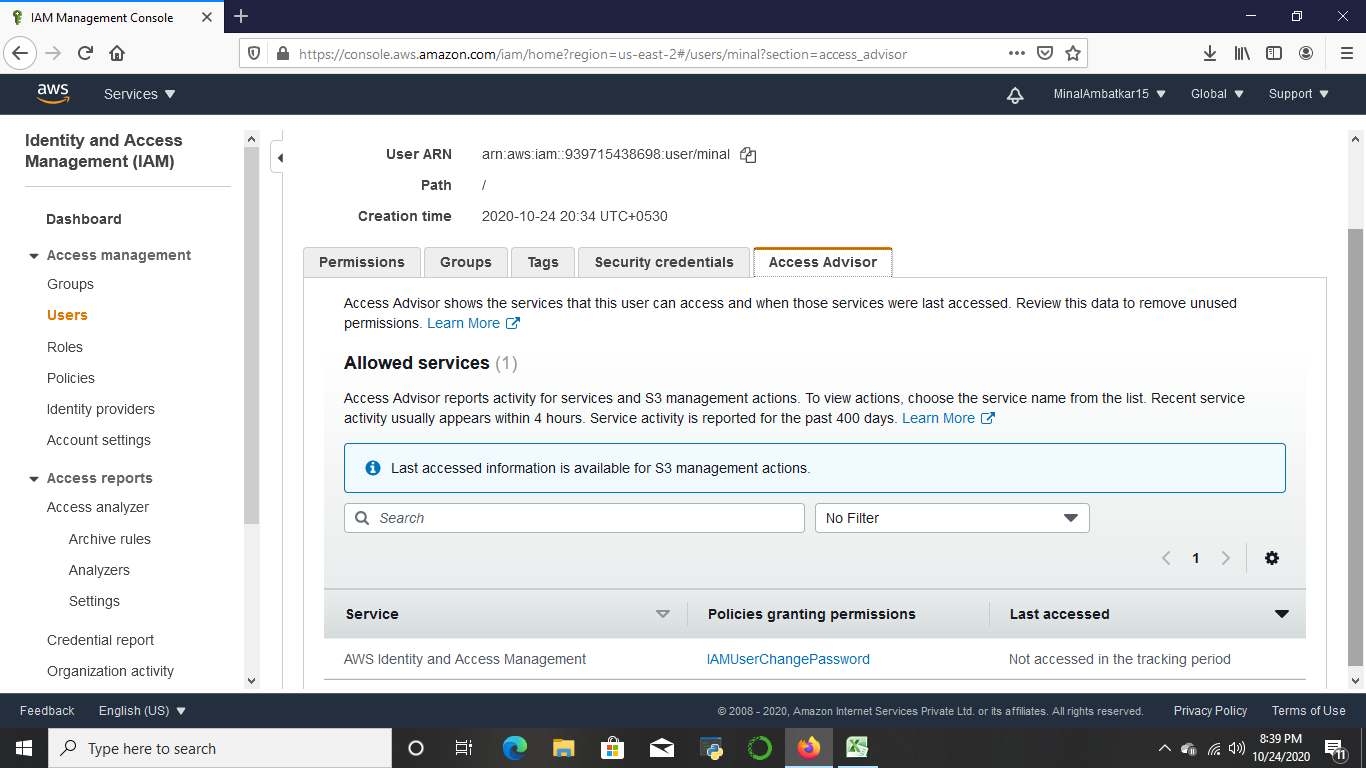 IAM Management Console
https://console.aws.amazon.com/iam/home?region=us-east-2#/users/minal?section=access_advisor
aws
Services
MinalAmbatkar15
Global
Support
Identity and Access
Management (IAM)
Dashboard
Access management
Groups
Users
Roles
Policies
Identity providers
Account settings
Access reports
Access analyzer
Archive rules
Analyzers
Settings
Credential report
Organization activity
User ARN arn:aws:iam::939715438698:user/minal
Path /
Creation time 2020-10-24 20:34 UTC+0530
Permissions
Groups
Tags
Security credentials
Access Advisor
Access Advisor shows the services that this user can access and when those services were last accessed. Review this data to remove unused
permissions. Learn More
Allowed services (1)
Access Advisor reports activity for services and S3 management actions. To view actions, choose the service name from the list. Recent service
activity usually appears within 4 hours. Service activity is reported for the past 400 days. Learn More
Last accessed information is available for S3 management actions.
Search
No Filter
1
Service Policies granting permissions Last accessed
AWS Identity and Access Management IAMUserChangePassword Not accessed in the tracking period
Feedback English (US) © 2008 - 2020, Amazon Internet Services Private Ltd. or its affiliates. All rights reserved. Privacy Policy Terms of Use
Type here to search
8:39 PM
10/24/2020
11